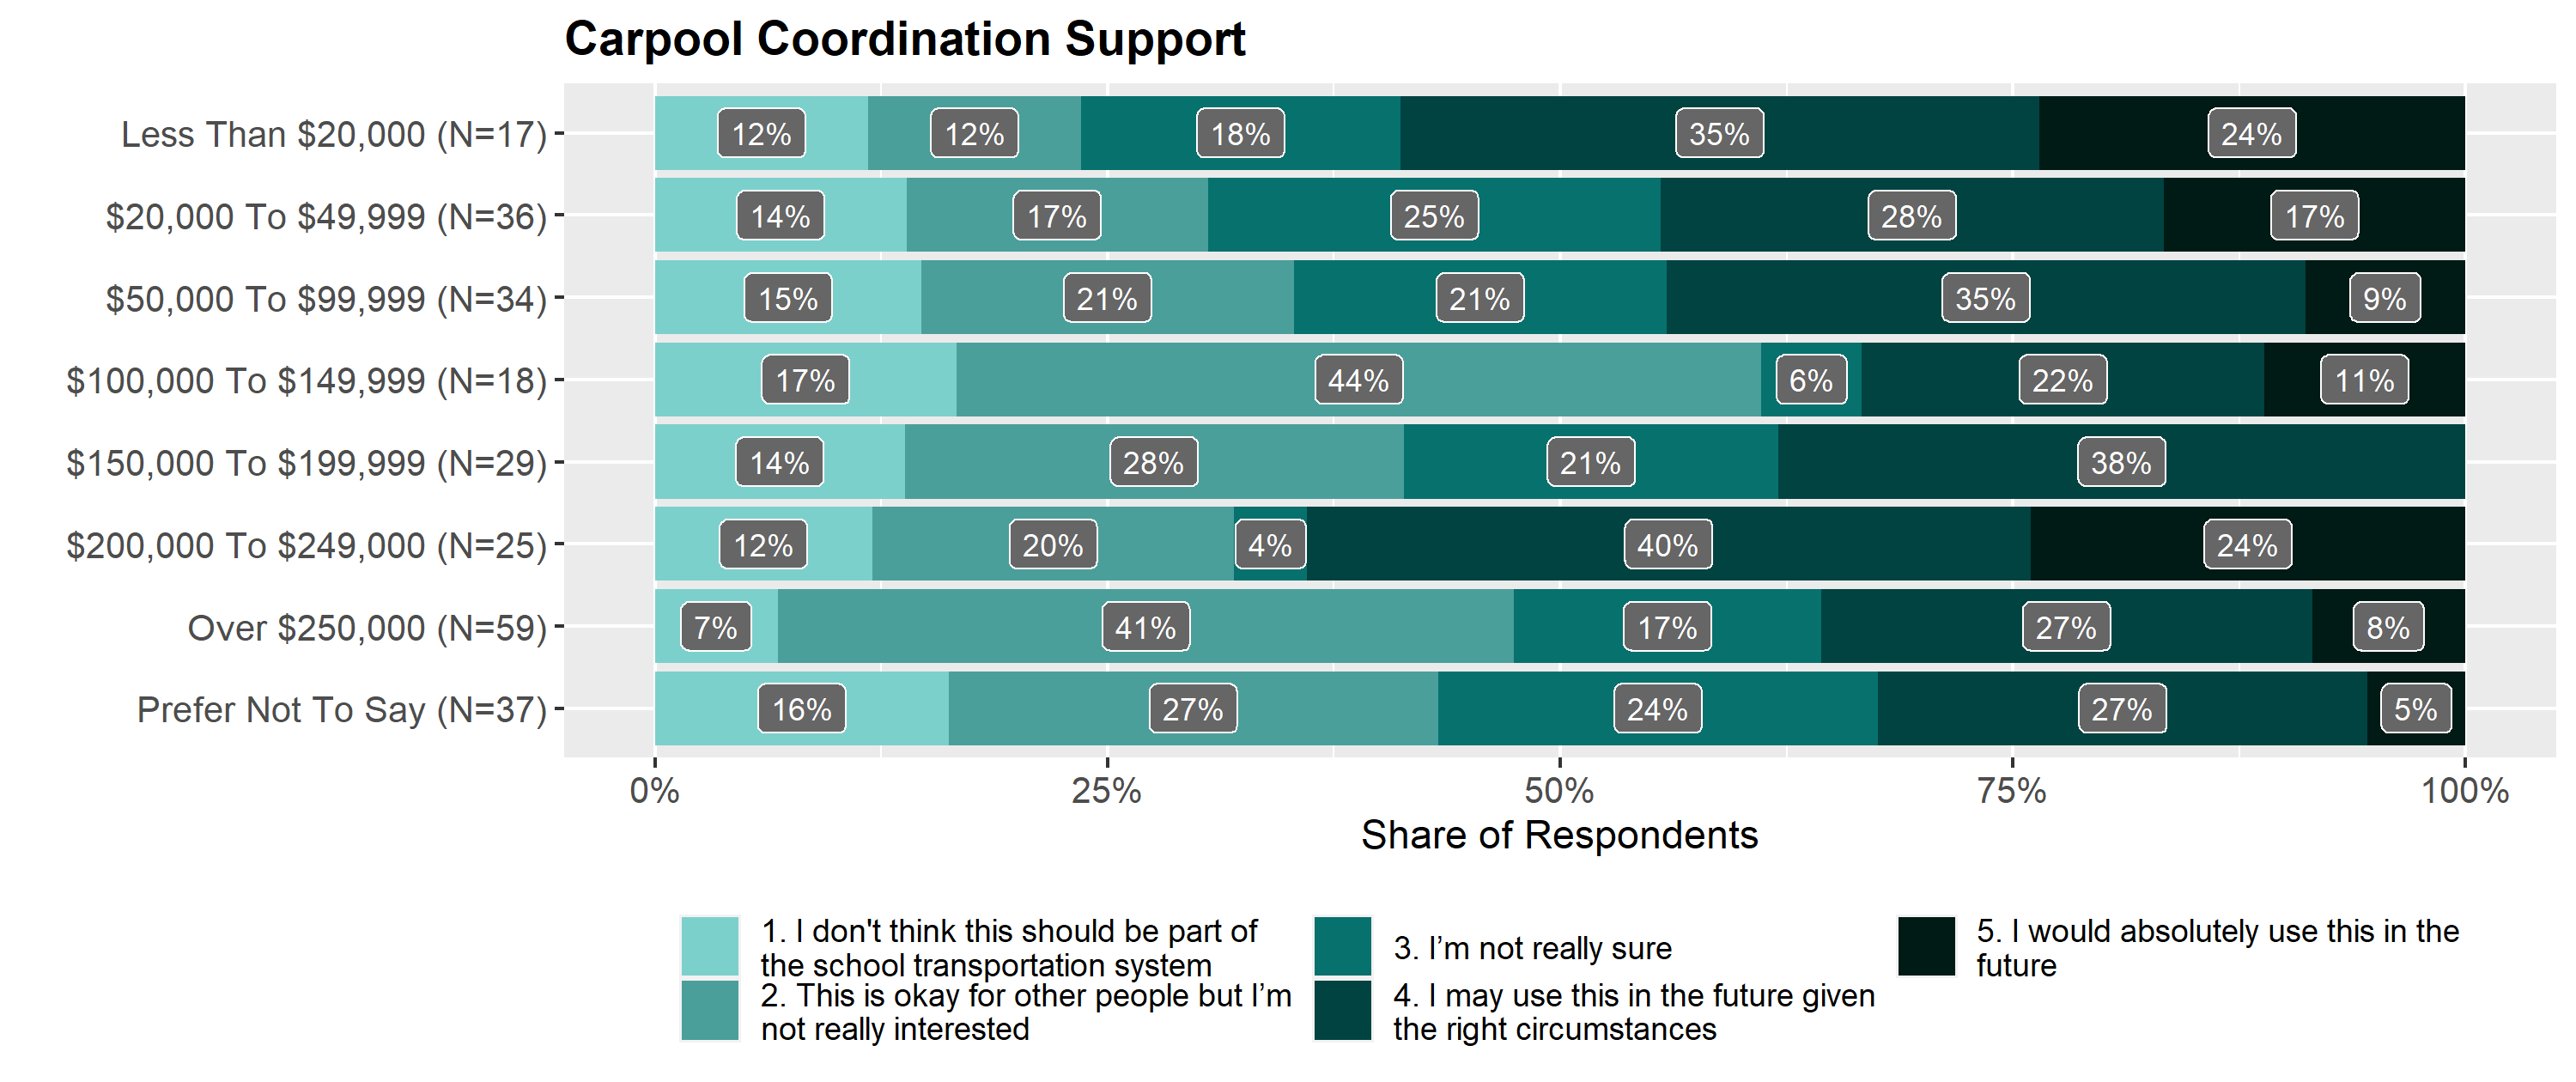 Carpool Coordination Support
Less Than $20,000 (N=17) 12% 12% 18% 35% 24%
$20,000 To $49,999 (N=36) 14% 17% 25% 28% 17%
$50,000 To $99,999 (N=34) 15% 21% 21% 35% 9%
$100,000 To $149,999 (N=18) 17% 44% 6% 22% 11%
$150,000 To $199,999 (N=29) 14% 28% 21% 38%
$200,000 To $249,000 (N=25) 12% 20% 4% 40% 24%
Over $250,000 (N=59) 7% 41% 17% 27% 8%
Prefer Not To Say (N=37) 16% 27% 24% 27% 5%
0% 25% 50% 75% 100%
Share of Respondents
1. I don't think this should be part of
the school transportation system
2. This is okay for other people but I’m
not really interested
3. I’m not really sure
4. I may use this in the future given
the right circumstances
5. I would absolutely use this in the
future